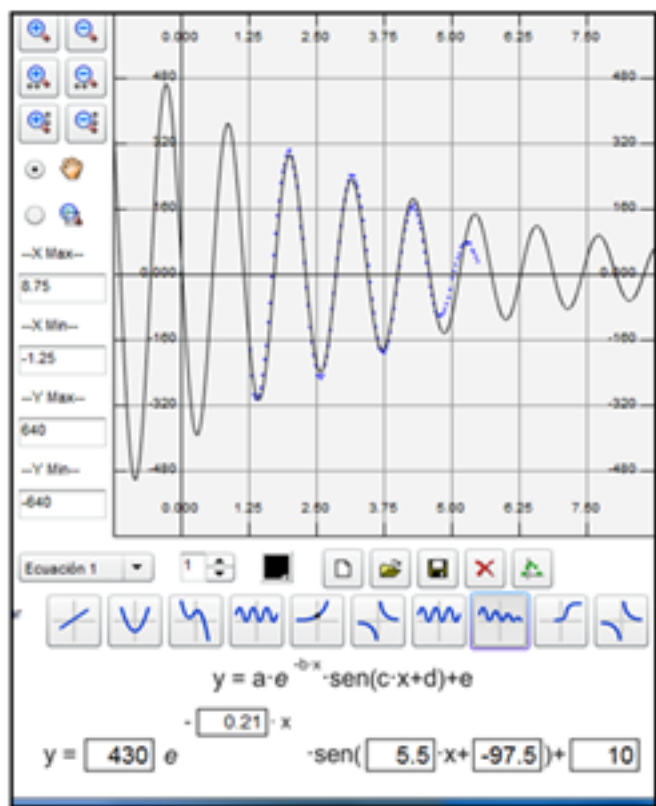 0.000 1.25 2.50 3.75 5.00 6.25 7.50
480 480
320 320
160 160
0.000 0.000
-160 -160
-320 -320
-480 -480
0.000 1.25 2.50 3.75 5.00 6.25 7.50
--X Max--
8.75
--X Min--
-1.25
--Y Max--
640
--Y Min--
-640
Ecuación 1 1
y = a·e -b·x ·sen(c·x+d)+e
y = 430 e - 0.21 · x ·sen( 5.5 ·x+ -97.5 )+ 10